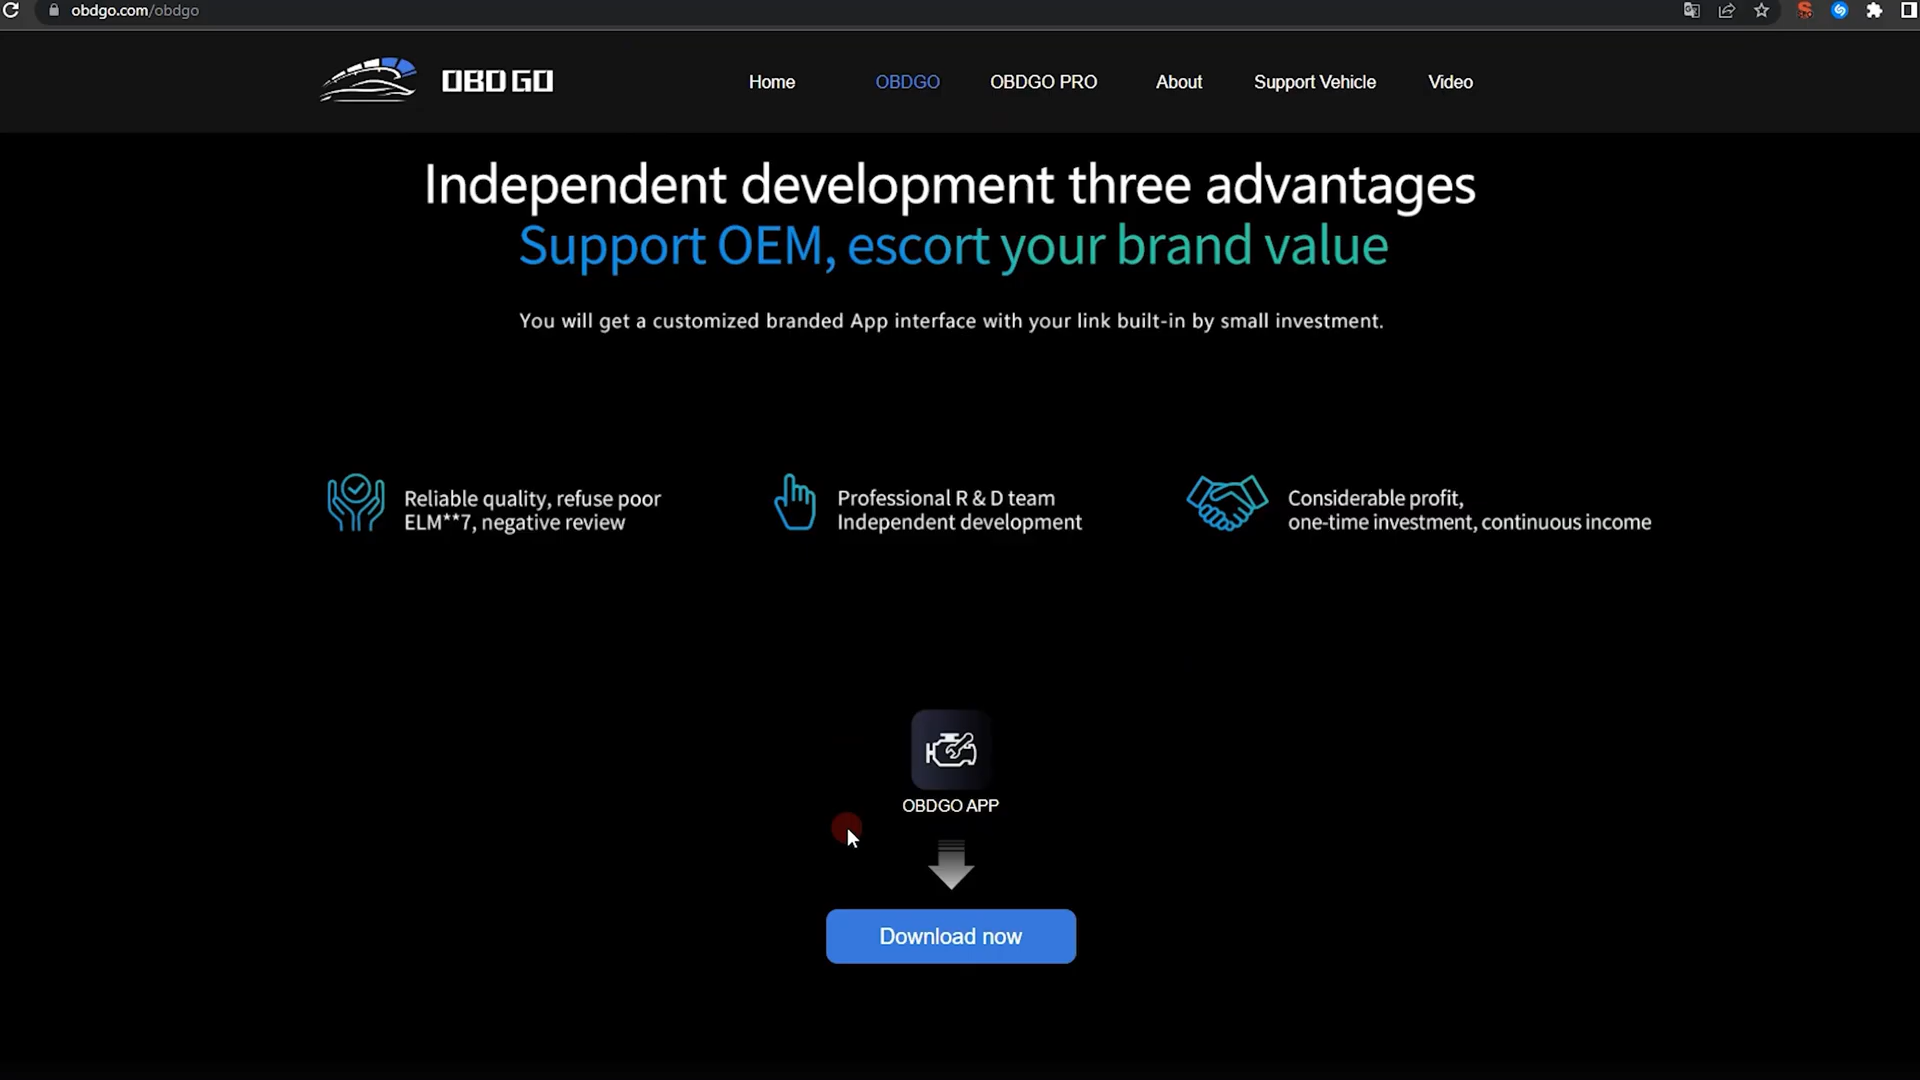 obdgo.com/obdgo
OBD GO
Home
OBDGO
OBDGO PRO
About
Support Vehicle
Video
Independent development three advantages
Support OEM, escort your brand value
You will get a customized branded App interface with your link built-in by small investment.
Reliable quality, refuse poor
ELM**7, negative review
Professional R & D team
Independent development
Considerable profit,
one-time investment, continuous income
OBDGO APP
Download now